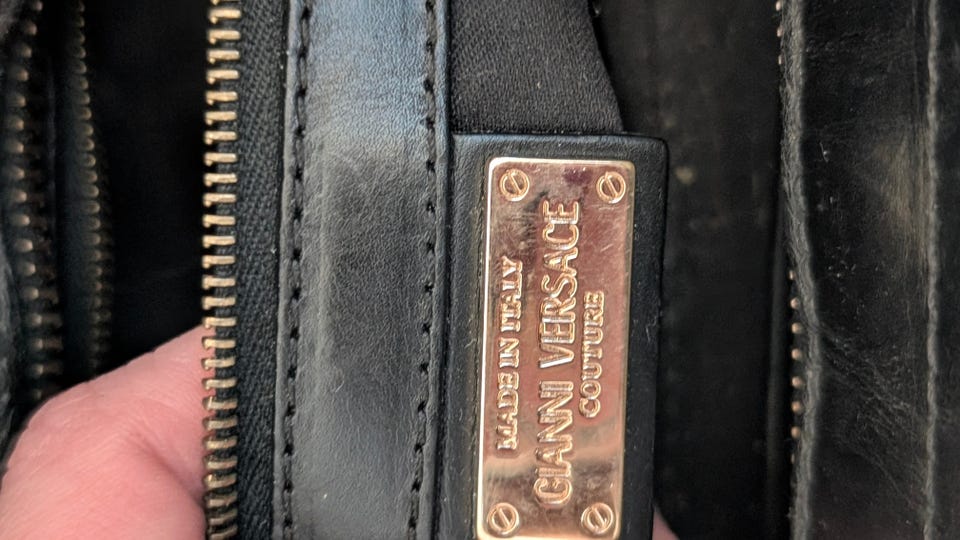 MADE IN ITALY
GIANNI VERSACE
COUTURE